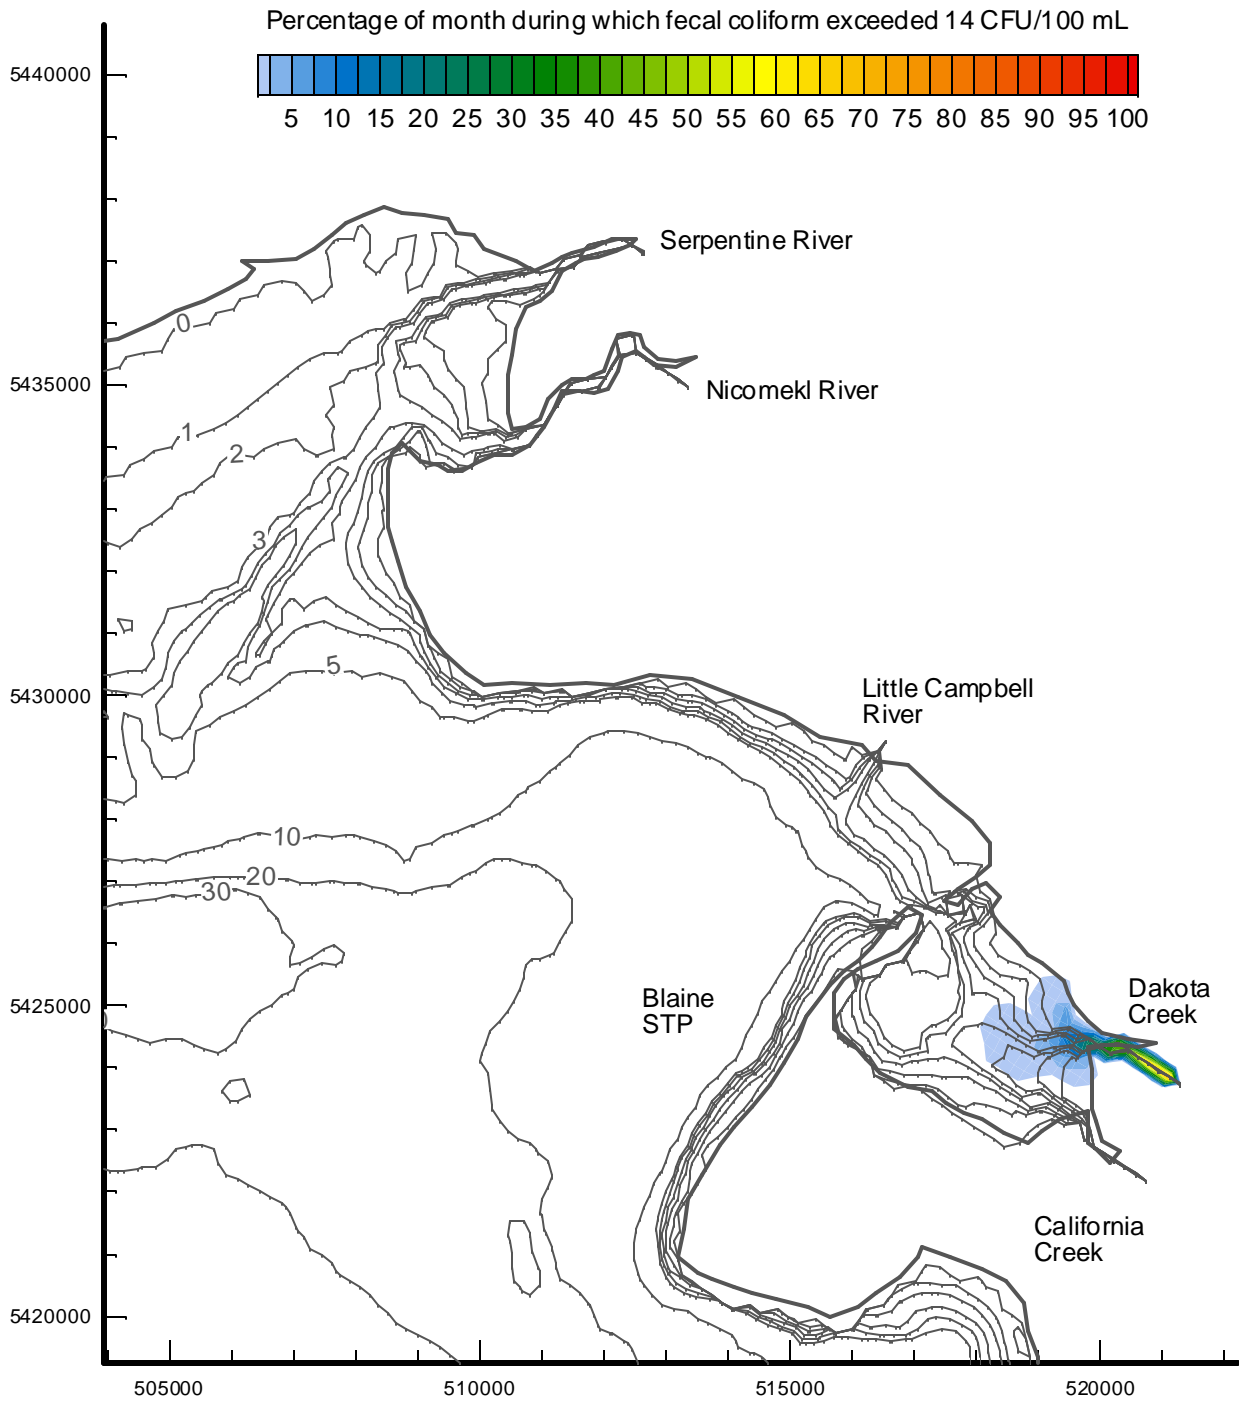 Percentage of month during which fecal coliform exceeded 14 CFU/100 mL
5 10 15 20 25 30 35 40 45 50 55 60 65 70 75 80 85 90 95 100
5440000
Serpentine River
0
5435000
Nicomekl River
1
2
3
5
Little Campbell
River
5430000
10
20
30
Blaine
STP
Dakota
Creek
5425000
California
Creek
5420000
505000 510000 515000 520000